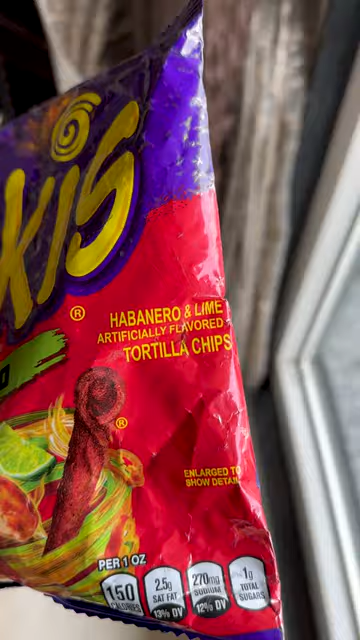 KIS
®
HABANERO & LIME
ARTIFICIALLY FLAVORED
TORTILLA CHIPS
®
ENLARGED TO
SHOW DETAIL
PER 1 OZ
150
CALORIES
2.5g
SAT FAT
13% DV
270mg
SODIUM
12% DV
1g
TOTAL
SUGARS